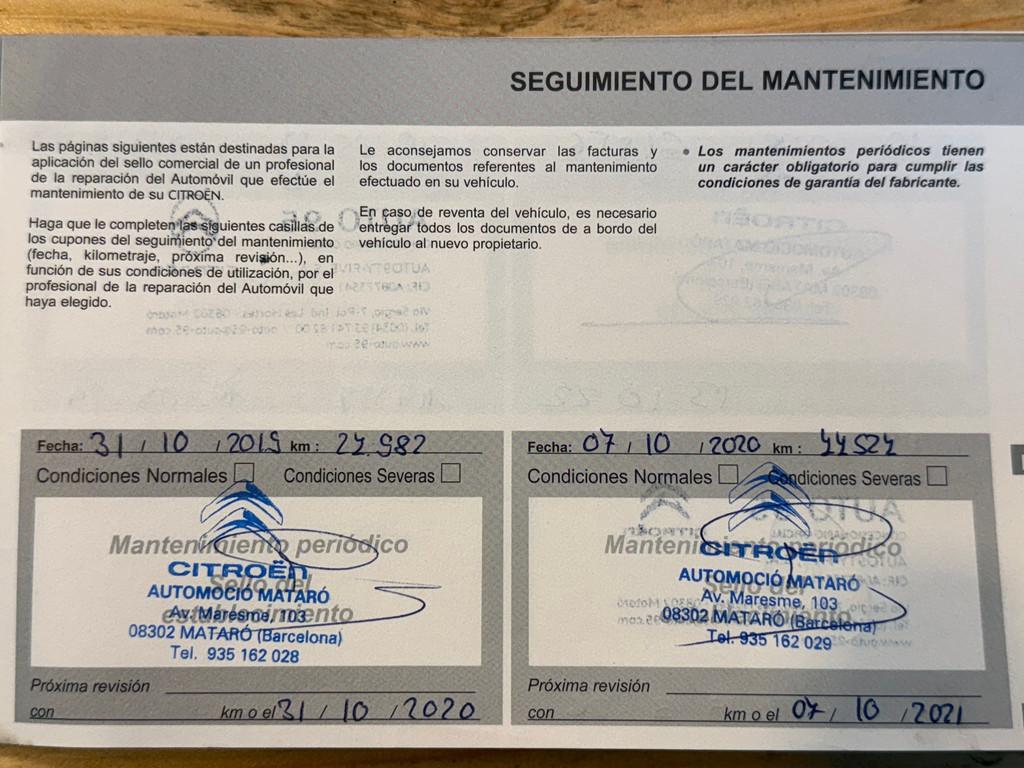 SEGUIMIENTO DEL MANTENIMIENTO
Las páginas siguientes están destinadas para la
aplicación del sello comercial de un profesional
de la reparación del Automóvil que efectúe el
mantenimiento de su CITROËN.
Haga que le completen las siguientes casillas de
los cupones del seguimiento del mantenimiento
(fecha, kilometraje, próxima revisión...), en
función de sus condiciones de utilización, por el
profesional de la reparación del Automóvil que
haya elegido.
Le aconsejamos conservar las facturas y
los documentos referentes al mantenimiento
efectuado en su vehículo.
En caso de reventa del vehículo, es necesario
entregar todos los documentos de a bordo del
vehículo al nuevo propietario.
• Los mantenimientos periódicos tienen
un carácter obligatorio para cumplir las
condiciones de garantía del fabricante.
Fecha: 31 / 10 / 2019 km :
Condiciones Normales Condiciones Severas
Mantenimiento periódico
CITROËN
Sello del
AUTOMOCIÓ MATARÓ
establecimiento
Av. Maresme, 103
08302 MATARÓ (Barcelona)
Tel. 935 162 028
Próxima revisión
con km o el 31 / 10 / 2020
Fecha: 07 / 10 / 2020 km :
Condiciones Normales Condiciones Severas
Mantenimiento periódico
CITROËN
AUTOMOCIÓ MATARÓ
Sello del
Av. Maresme, 103
08302 MATARÓ (Barcelona)
Tel. 935 162 029
Próxima revisión
con km o el 07 / 10 / 2021